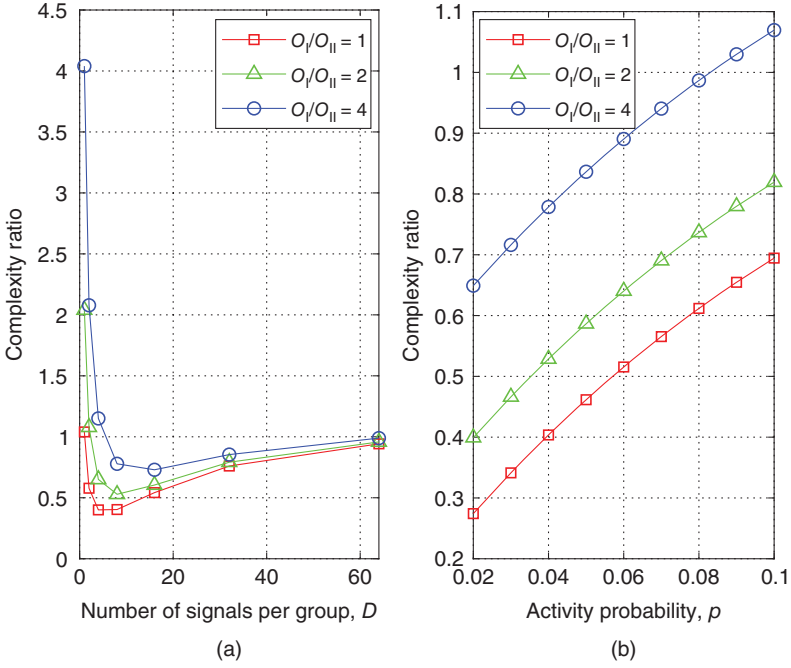 5
4.5
4
3.5
3
2.5
2
1.5
1
0.5
0
0
20
40
60
Complexity ratio
Number of signals per group, D
O_I/O_II = 1
O_I/O_II = 2
O_I/O_II = 4
(a)
1.1
1
0.9
0.8
0.7
0.6
0.5
0.4
0.3
0.2
0.02
0.04
0.06
0.08
0.1
Complexity ratio
Activity probability, p
O_I/O_II = 1
O_I/O_II = 2
O_I/O_II = 4
(b)